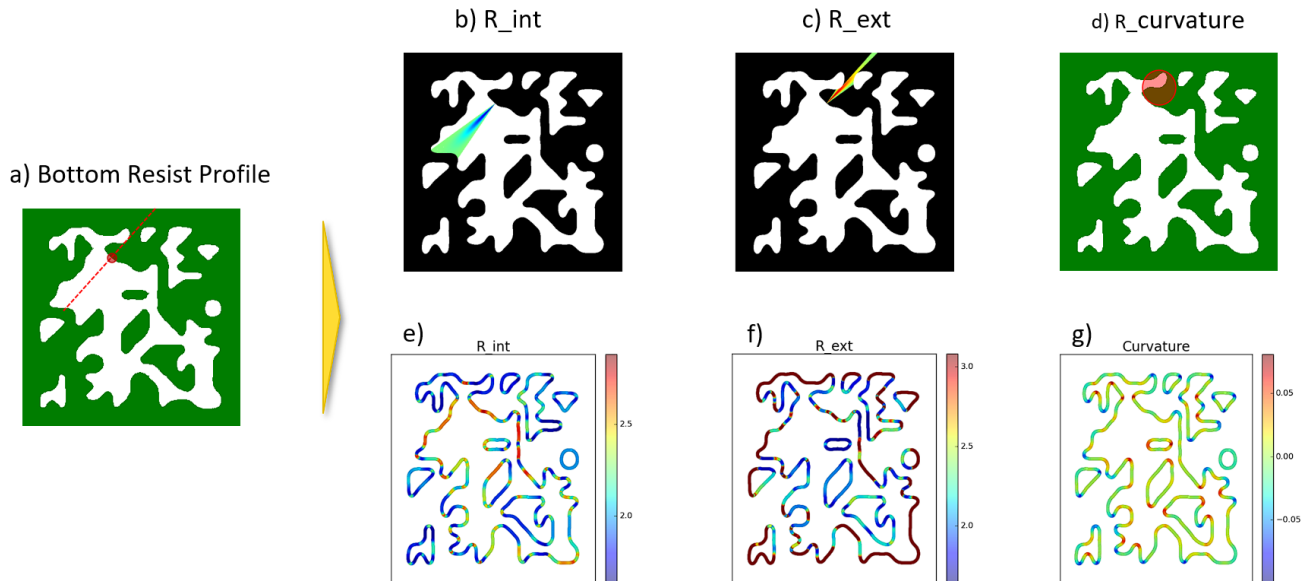 b) R_int
c) R_ext
d) R_curvature
a) Bottom Resist Profile
e)
R_int
2.5
2.0
f)
R_ext
3.0
2.5
2.0
g)
Curvature
0.05
0.00
−0.05